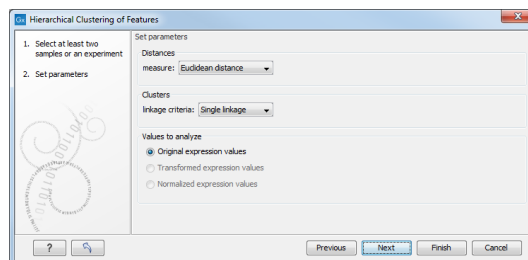 Gx Hierarchical Clustering of Features
1. Select at least two
samples or an experiment
2. Set parameters
Set parameters
Distances
measure: Euclidean distance
Clusters
linkage criteria: Single linkage
Values to analyze
Original expression values
Transformed expression values
Normalized expression values
? Previous Next Finish Cancel